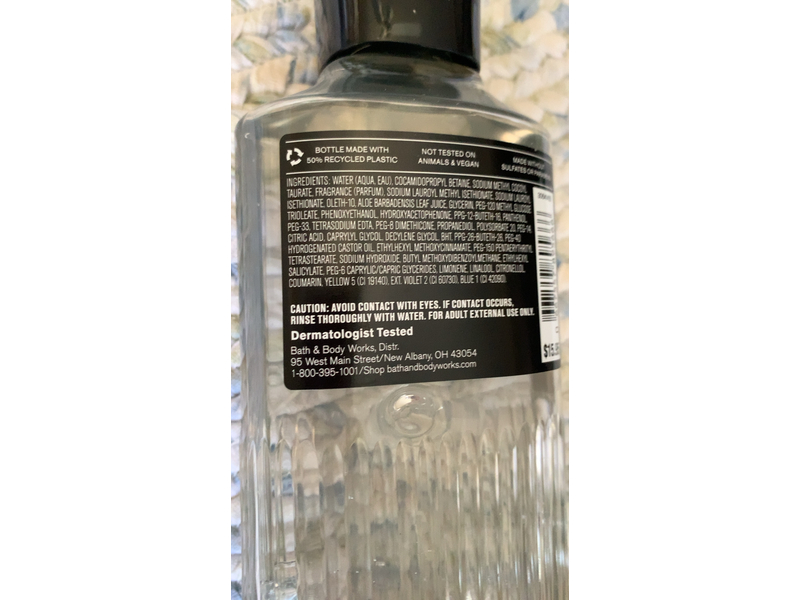 BOTTLE MADE WITH
50% RECYCLED PLASTIC
NOT TESTED ON
ANIMALS & VEGAN
MADE WITHOUT
SULFATES OR
INGREDIENTS: WATER (AQUA, EAU), COCAMIDOPROPYL BETAINE, SODIUM METHYL COCOYL
TAURATE, FRAGRANCE (PARFUM), SODIUM LAUROYL METHYL ISETHIONATE, SODIUM LAUROYL
ISETHIONATE, OLETH-10, ALOE BARBADENSIS LEAF JUICE, GLYCERIN, PEG-120 METHYL GLUCOSE
TRIOLEATE, PHENOXYETHANOL, HYDROXYACETOPHENONE, PPG-12-BUTETH-16, PANTHENOL,
PEG-33, TETRASODIUM EDTA, PEG-8 DIMETHICONE, PROPANEDIOL, POLYSORBATE 20, PEG-14,
CITRIC ACID, CAPRYLYL GLYCOL, DECYLENE GLYCOL, BHT, PPG-26-BUTETH-26, PEG-40
HYDROGENATED CASTOR OIL, ETHYLHEXYL METHOXYCINNAMATE, PEG-150 PENTAERYTHRITYL
TETRASTEARATE, SODIUM HYDROXIDE, BUTYL METHOXYDIBENZOYLMETHANE, ETHYLHEXYL
SALICYLATE, PEG-6 CAPRYLIC/CAPRIC GLYCERIDES, LIMONENE, LINALOOL, CITRONELLOL,
COUMARIN, YELLOW 5 (CI 19140), EXT. VIOLET 2 (CI 60730), BLUE 1 (CI 42090).
CAUTION: AVOID CONTACT WITH EYES. IF CONTACT OCCURS,
RINSE THOROUGHLY WITH WATER. FOR ADULT EXTERNAL USE ONLY.
Dermatologist Tested
Bath & Body Works, Distr.
95 West Main Street/New Albany, OH 43054
1-800-395-1001/Shop bathandbodyworks.com